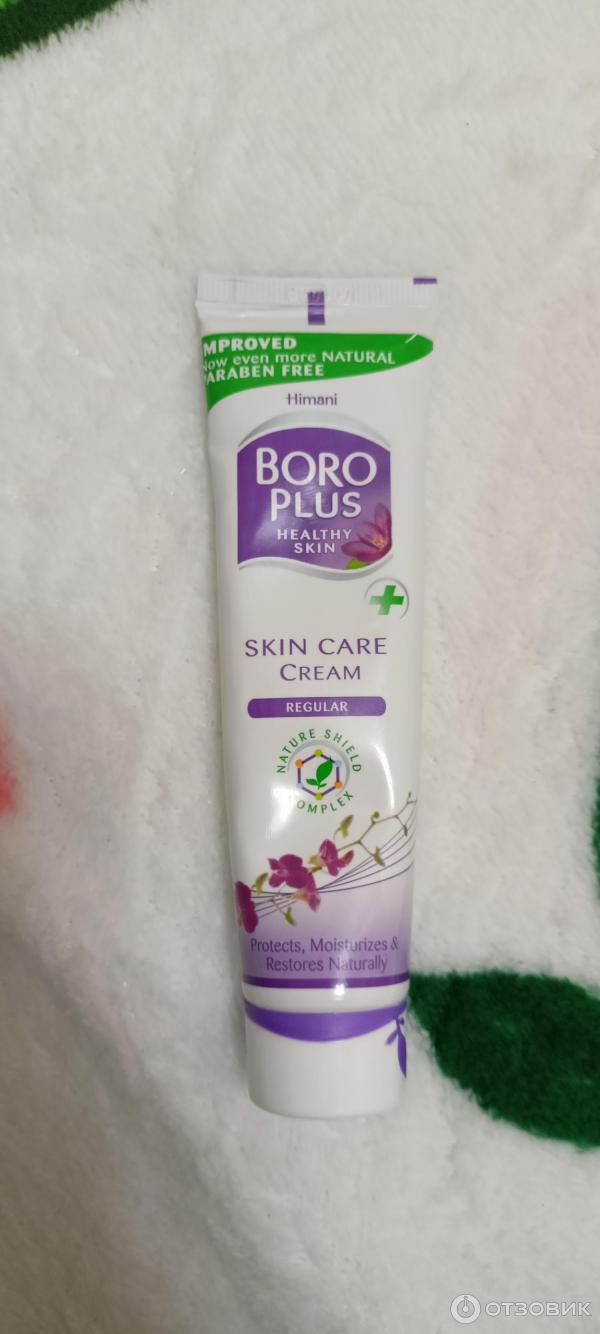 IMPROVED
Now even more NATURAL
PARABEN FREE
Himani
BORO
PLUS
HEALTHY
SKIN
SKIN CARE
CREAM
REGULAR
NATURE SHIELD
COMPLEX
Protects, Moisturizes &
Restores Naturally
ОТЗОВИК